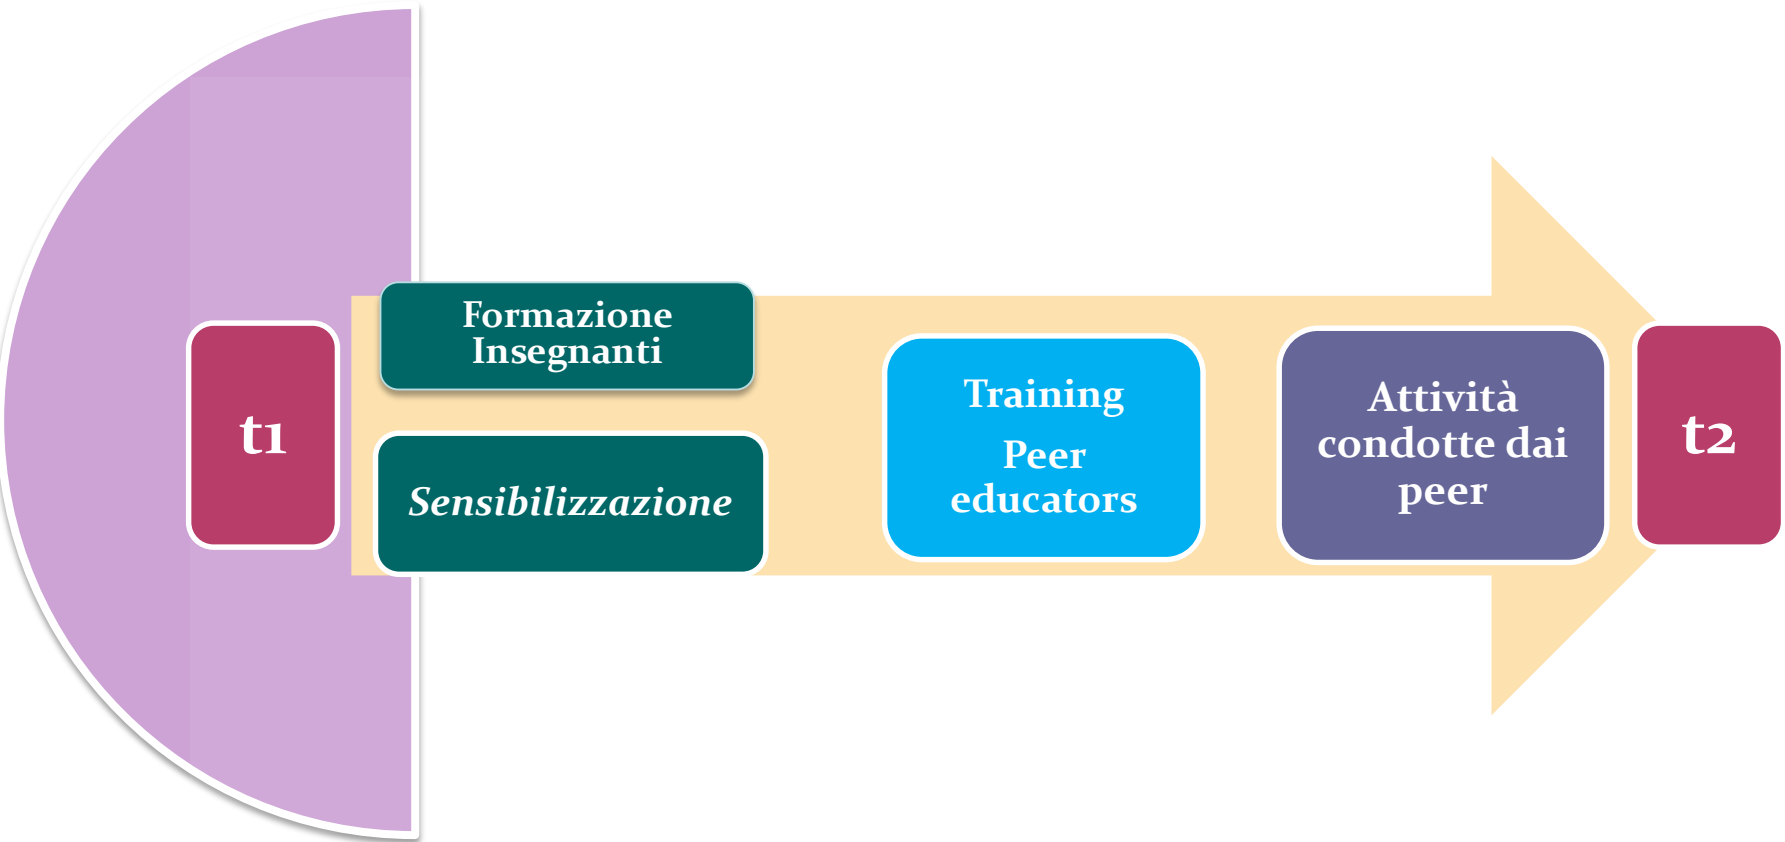 t1
Formazione
Insegnanti
Sensibilizzazione
Training
Peer
educators
Attività
condotte dai
peer
t2